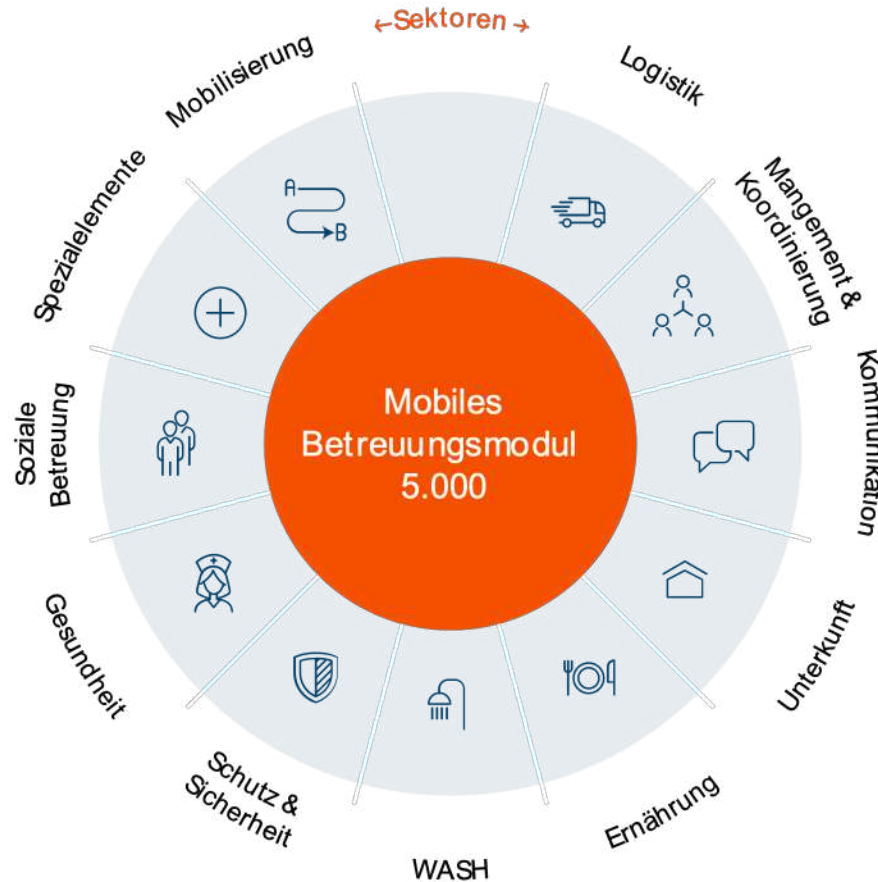 ←Sektoren→
Logistik
Mangement &
Koordinierung
Kommunikation
Unterkunft
Ernährung
WASH
Schutz &
Sicherheit
Gesundheit
Soziale
Betreuung
Spezialelemente
Mobilisierung
A
B
Mobiles
Betreuungsmodul
5.000